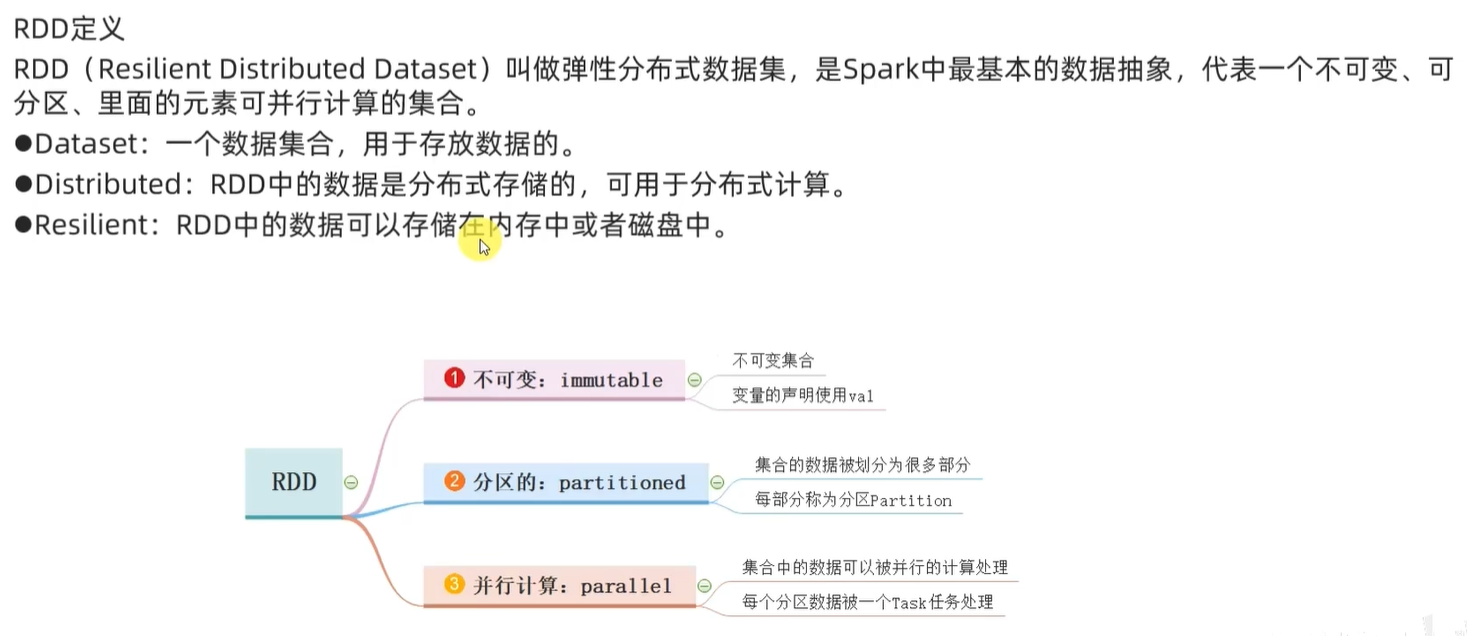 RDD定义
RDD（Resilient Distributed Dataset）叫做弹性分布式数据集，是Spark中最基本的数据抽象，代表一个不可变、可
分区、里面的元素可并行计算的集合。
●Dataset：一个数据集合，用于存放数据的。
●Distributed：RDD中的数据是分布式存储的，可用于分布式计算。
●Resilient：RDD中的数据可以存储在内存中或者磁盘中。
RDD
1 不可变：immutable
不可变集合
变量的声明使用val
2 分区的：partitioned
集合的数据被划分为很多部分
每部分称为分区Partition
3 并行计算：parallel
集合中的数据可以被并行的计算处理
每个分区数据被一个Task任务处理